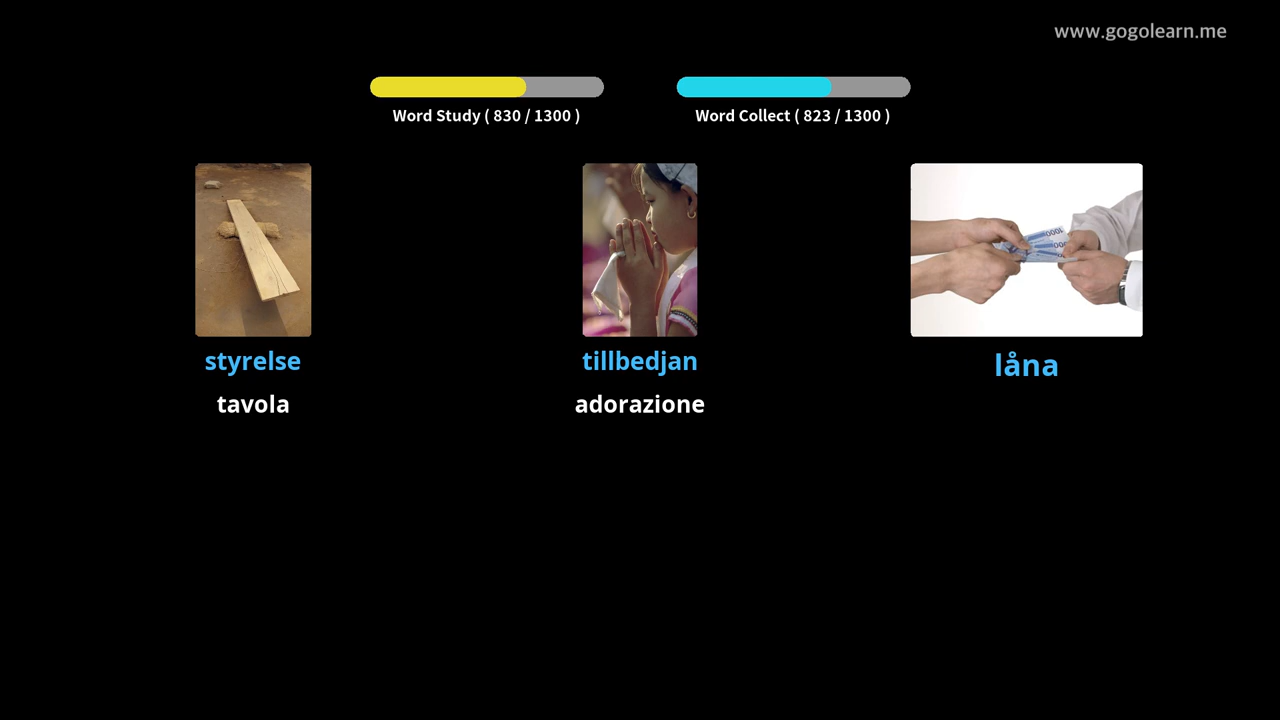 www.gogolearn.me
Word Study ( 830 / 1300 )
Word Collect ( 823 / 1300 )
styrelse
tavola
tillbedjan
adorazione
låna